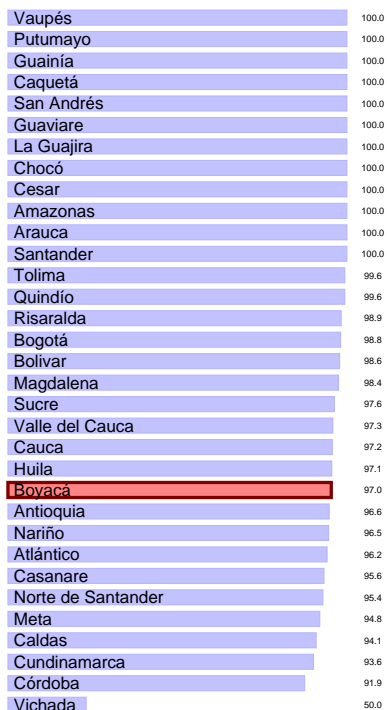 Vaupés 100.0
Putumayo 100.0
Guainía 100.0
Caquetá 100.0
San Andrés 100.0
Guaviare 100.0
La Guajira 100.0
Chocó 100.0
Cesar 100.0
Amazonas 100.0
Arauca 100.0
Santander 100.0
Tolima 99.6
Quindío 99.6
Risaralda 98.9
Bogotá 98.8
Bolivar 98.6
Magdalena 98.4
Sucre 97.6
Valle del Cauca 97.3
Cauca 97.2
Huila 97.1
Boyacá 97.0
Antioquia 96.6
Nariño 96.5
Atlántico 96.2
Casanare 95.6
Norte de Santander 95.4
Meta 94.8
Caldas 94.1
Cundinamarca 93.6
Córdoba 91.9
Vichada 50.0